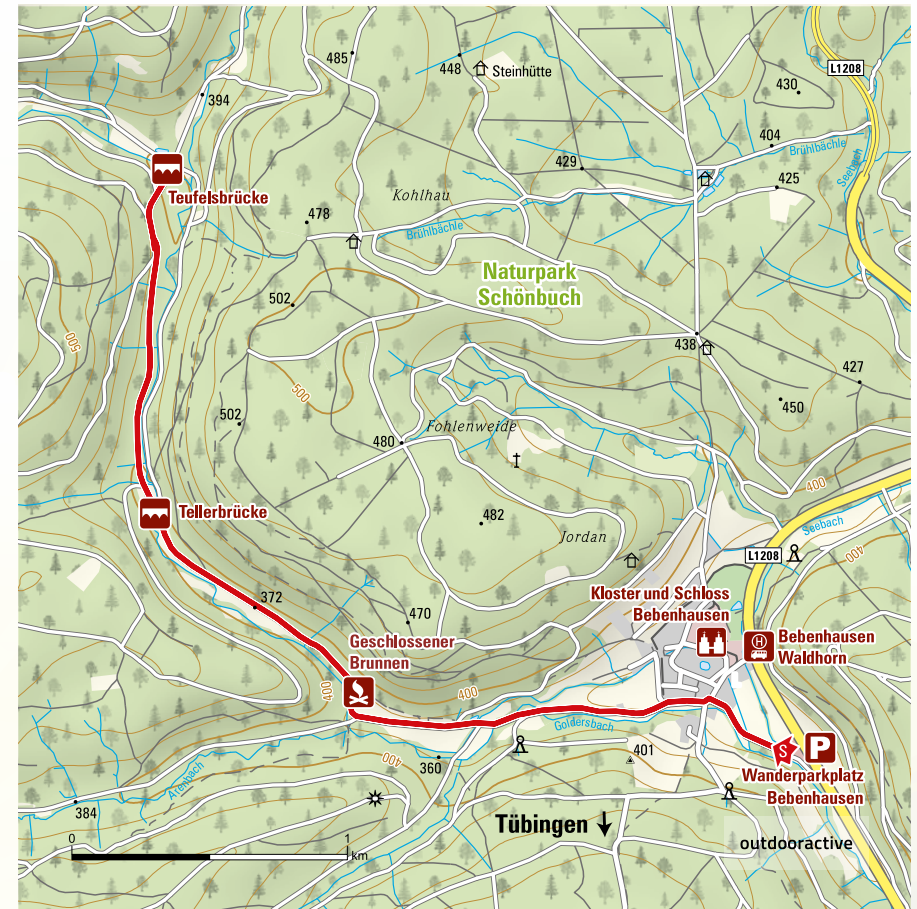 485
448
Steinhütte
L1208
430
394
404
Brühlbächle
Seebach
429
425
Teufelsbrücke
Kohlhau
478
Brühlbächle
Naturpark
Schönbuch
502
500
438
427
500
450
502
Fohlenweide
480
400
Tellerbrücke
482
Seebach
Jordan
L1208
400
372
Kloster und Schloss
Bebenhausen
470
Geschlossener
Brunnen
H
Bebenhausen
Waldhorn
400
400
Goldersbach
401
S
P
400
360
Arenbach
Wanderparkplatz
Bebenhausen
384
Tübingen
0
1
km
outdooractive